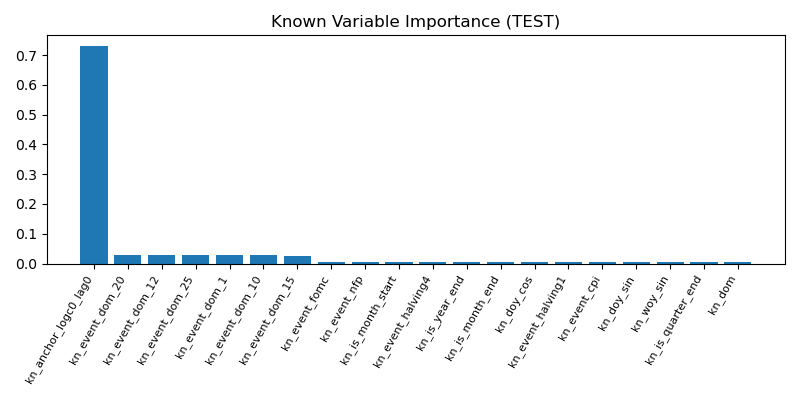 Known Variable Importance (TEST)
0.7
0.6
0.5
0.4
0.3
0.2
0.1
0.0
kn_anchor_logc0_lag0
kn_event_dom_20
kn_event_dom_12
kn_event_dom_25
kn_event_dom_1
kn_event_dom_10
kn_event_dom_15
kn_event_fomc
kn_event_nfp
kn_is_month_start
kn_event_halving4
kn_is_year_end
kn_is_month_end
kn_doy_cos
kn_event_halving1
kn_event_cpi
kn_doy_sin
kn_woy_sin
kn_is_quarter_end
kn_dom